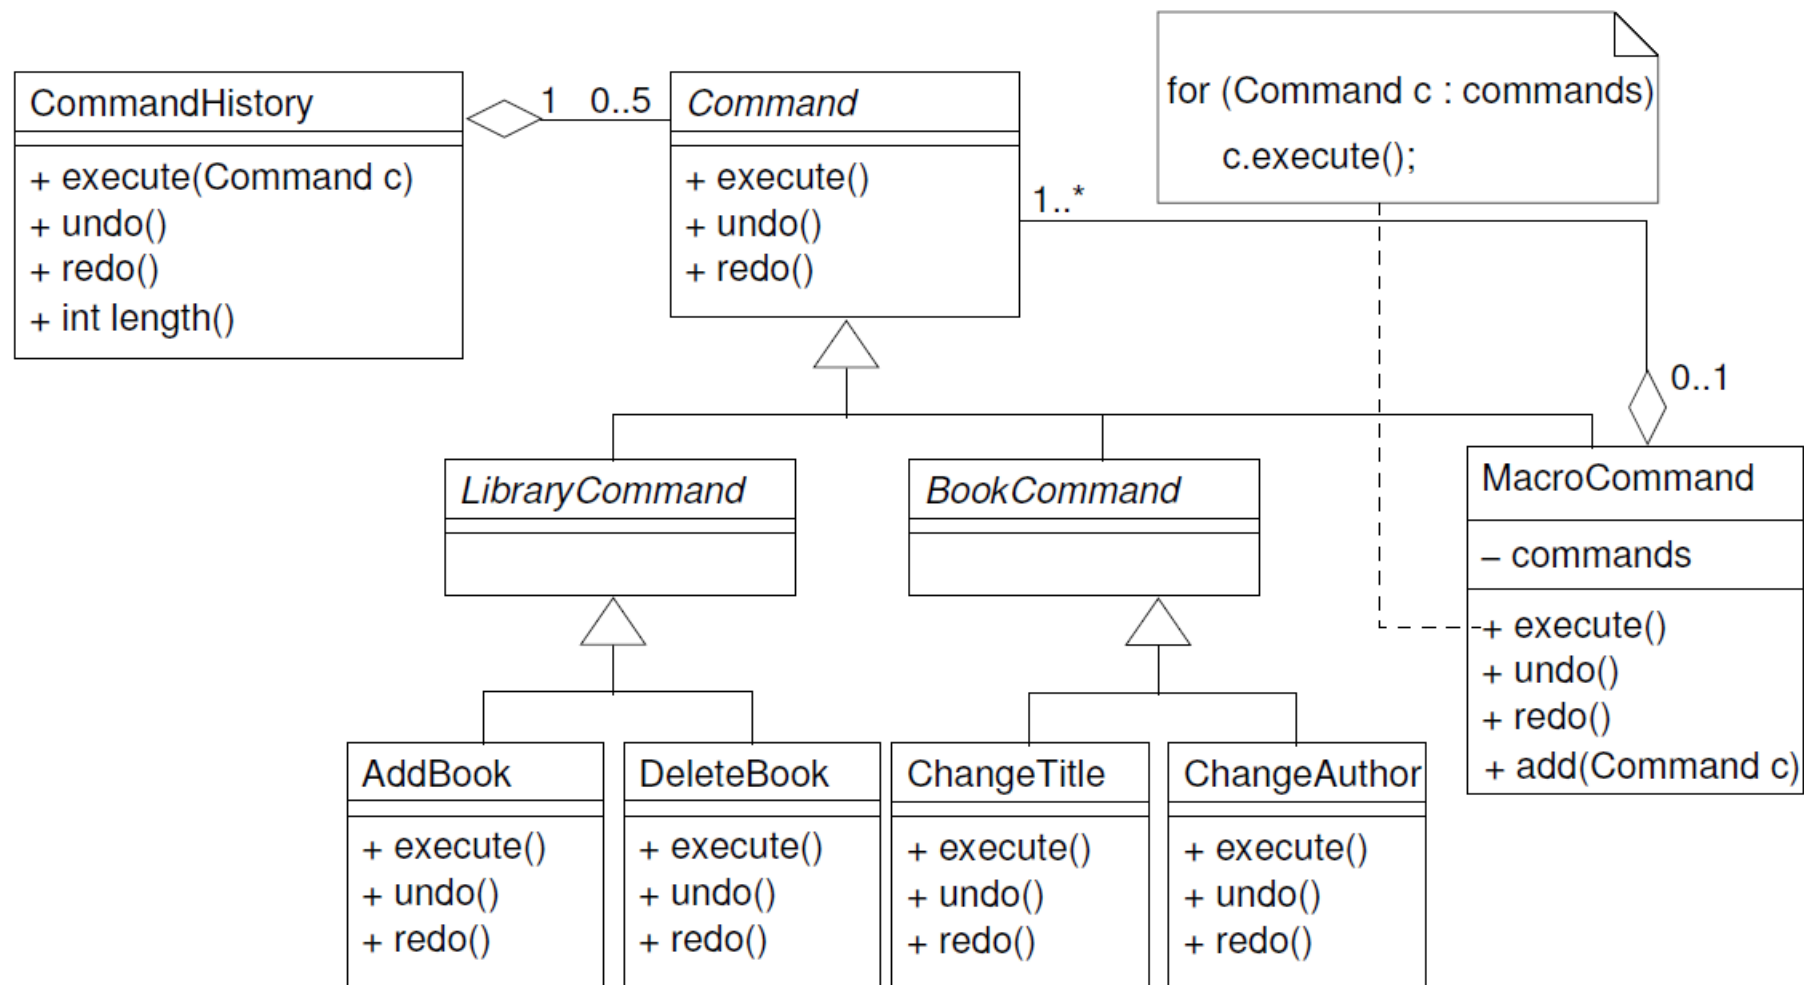 CommandHistory
+ execute(Command c)
+ undo()
+ redo()
+ int length()
1 0..5
Command
+ execute()
+ undo()
+ redo()
1..*
for (Command c : commands)
c.execute();
0..1
LibraryCommand
BookCommand
MacroCommand
– commands
+ execute()
+ undo()
+ redo()
+ add(Command c)
AddBook
+ execute()
+ undo()
+ redo()
DeleteBook
+ execute()
+ undo()
+ redo()
ChangeTitle
+ execute()
+ undo()
+ redo()
ChangeAuthor
+ execute()
+ undo()
+ redo()